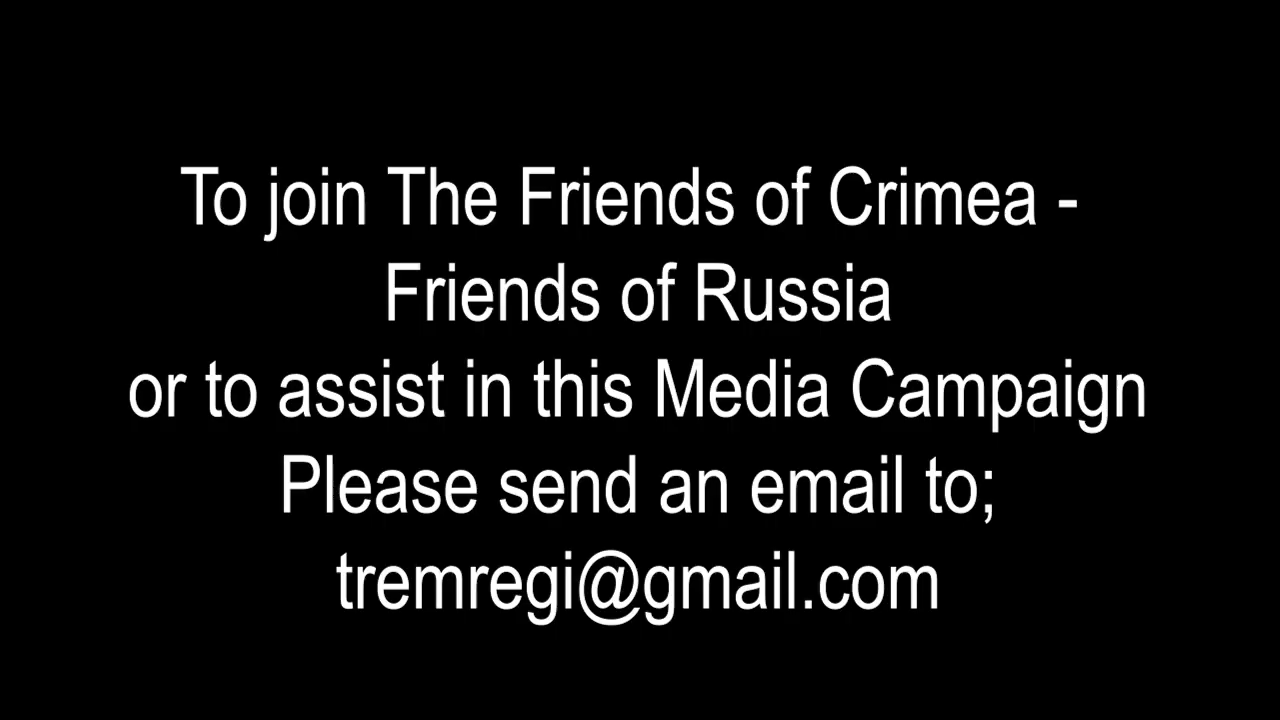 To join The Friends of Crimea -
Friends of Russia
or to assist in this Media Campaign
Please send an email to;
tremregi@gmail.com